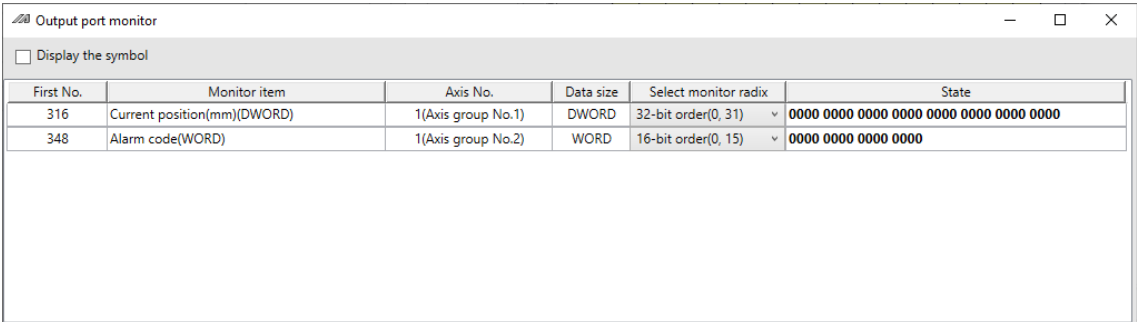 Output port monitor
Display the symbol
First No. Monitor item Axis No. Data size Select monitor radix State
316 Current position(mm)(DWORD) 1(Axis group No.1) DWORD 32-bit order(0, 31) 0000 0000 0000 0000 0000 0000 0000 0000
348 Alarm code(WORD) 1(Axis group No.2) WORD 16-bit order(0, 15) 0000 0000 0000 0000